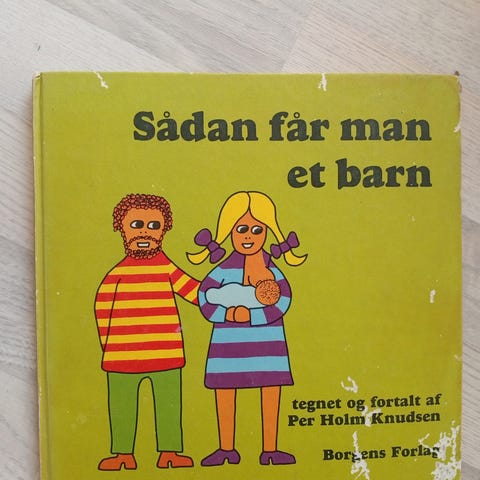 Sådan får man
et barn
tegnet og fortalt af
Per Holm Knudsen
Borgens Forlag